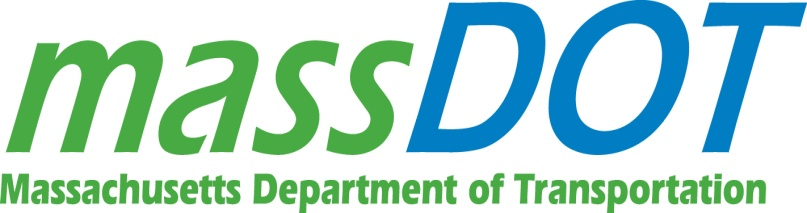 massDOT
Massachusetts Department of Transportation